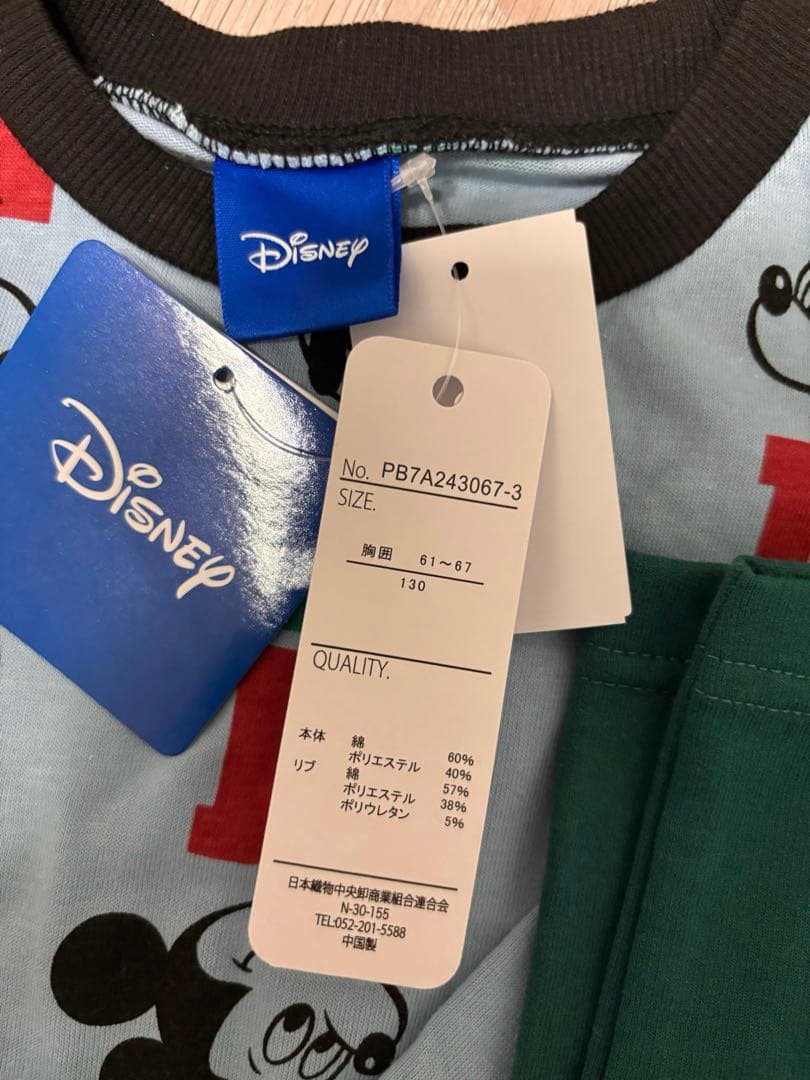 Disney
Disney
No. PB7A243067-3
SIZE.
胸囲 61～67
130
QUALITY.
本体 綿 60%
ポリエステル 40%
リブ 綿 57%
ポリエステル 38%
ポリウレタン 5%
日本織物中央卸商業組合連合会
N-30-155
TEL:052-201-5588
中国製